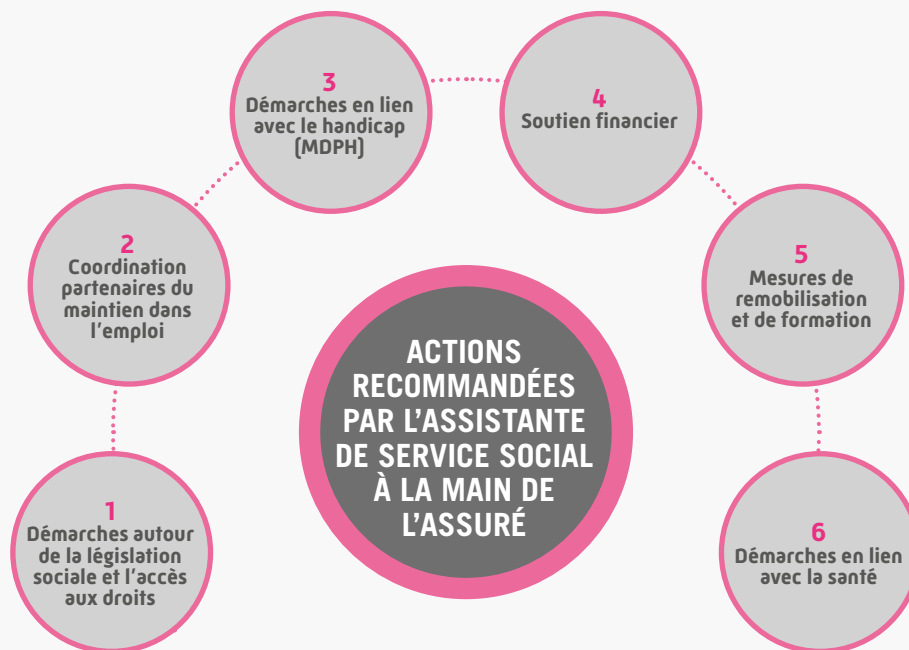 3
Démarches en lien
avec le handicap
(MDPH)
4
Soutien financier
2
Coordination
partenaires du
maintien dans
l'emploi
5
Mesures de
remobilisation
et de formation
ACTIONS
RECOMMANDÉES
PAR L'ASSISTANTE
DE SERVICE SOCIAL
À LA MAIN DE
L'ASSURÉ
1
Démarches autour
de la législation
sociale et l'accès
aux droits
6
Démarches en lien
avec la santé